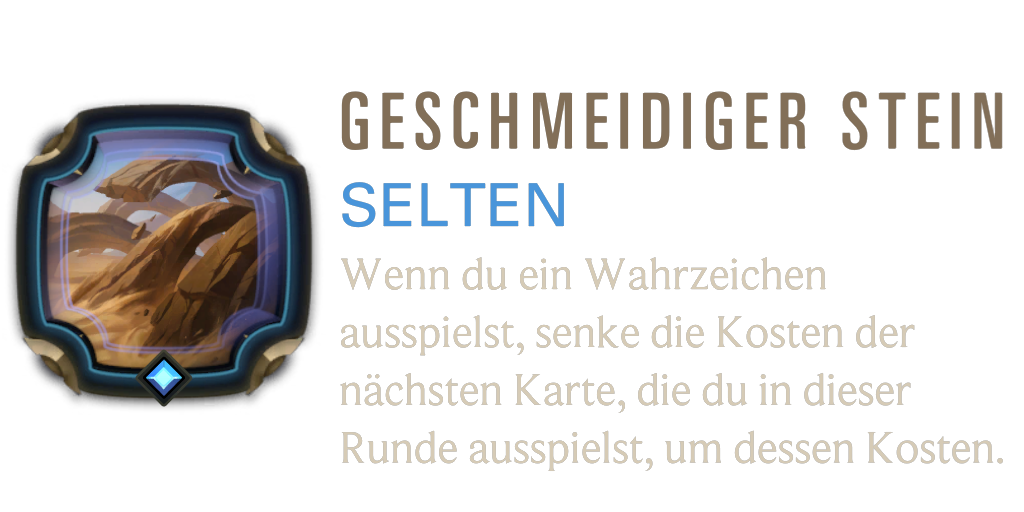 GESCHMEIDIGER STEIN
SELTEN
Wenn du ein Wahrzeichen
ausspielst, senke die Kosten der
nächsten Karte, die du in dieser
Runde ausspielst, um dessen Kosten.